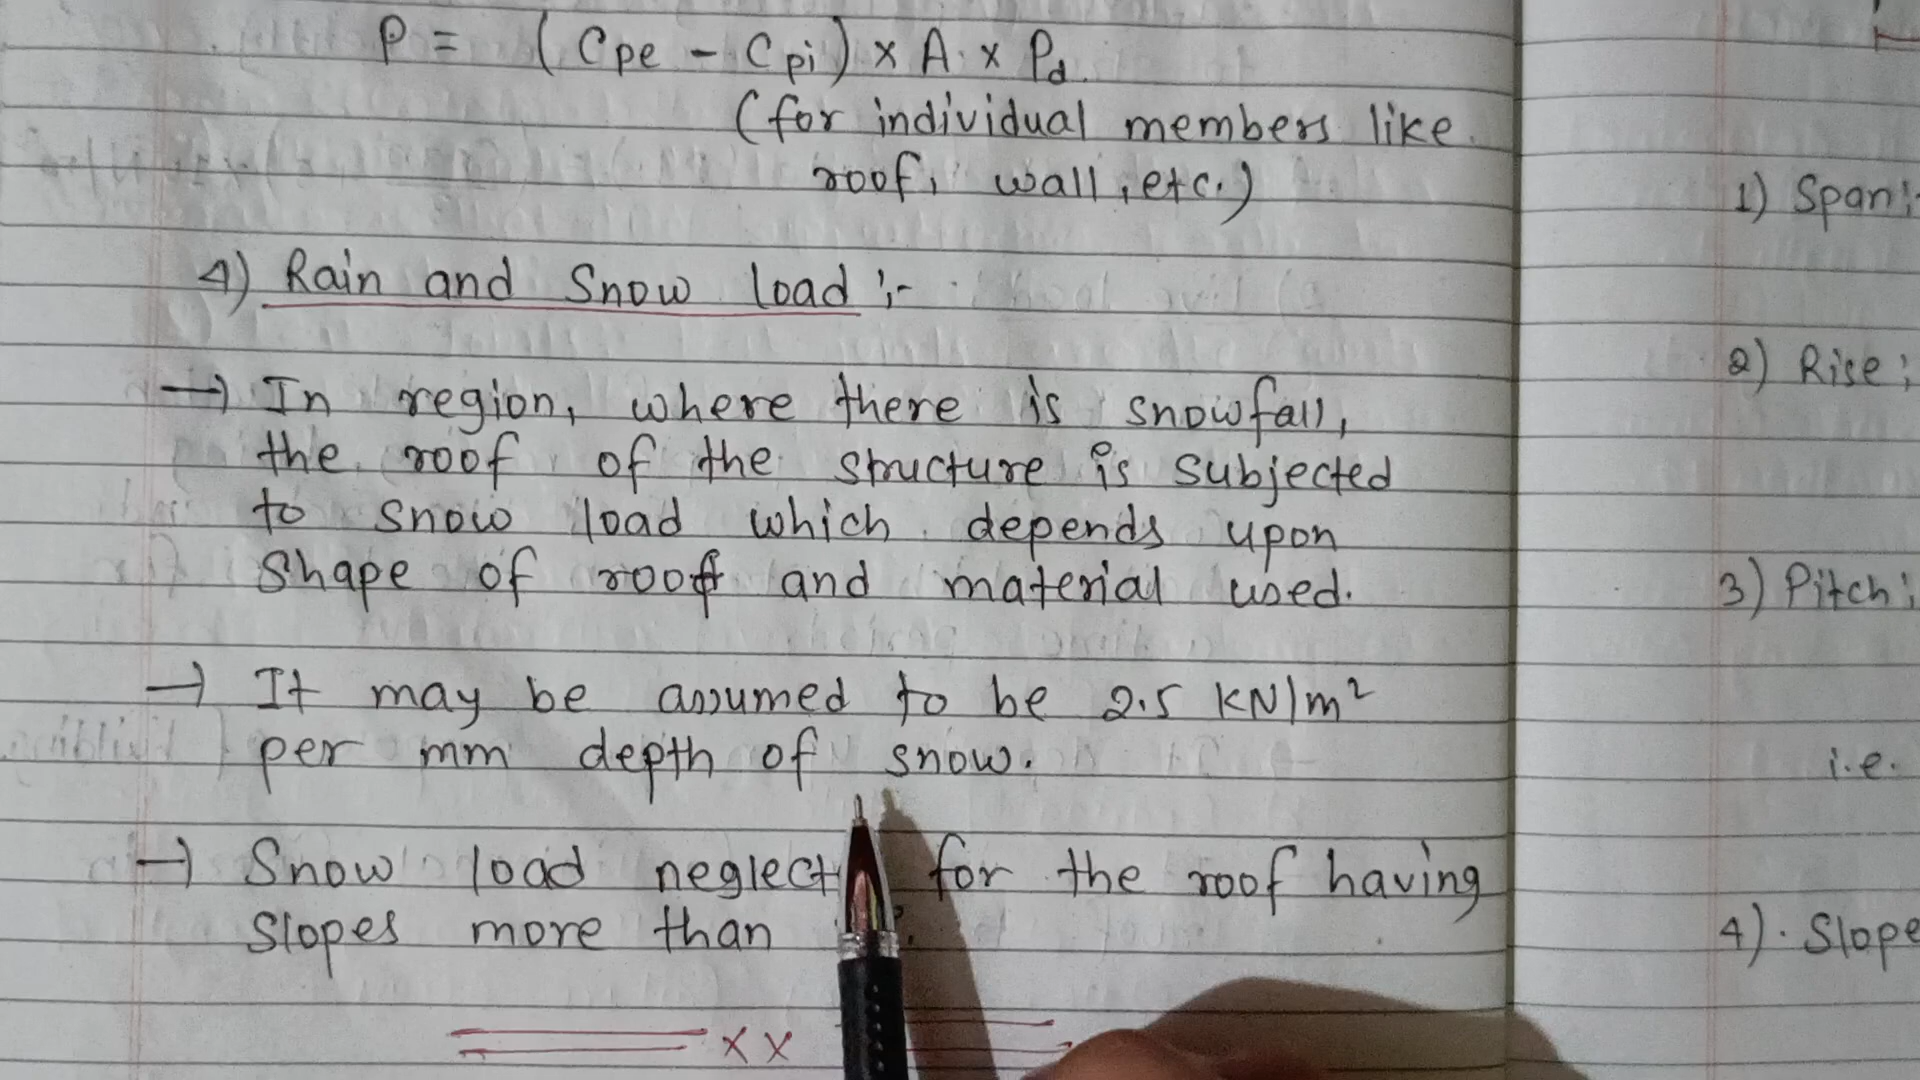 P = (Cpe - Cpi) x A x Pd
(for individual members like
roof, wall, etc.)
4) Rain and Snow load :-
→ In region, where there is snowfall,
the roof of the structure is subjected
to snow load which depends upon
shape of roof and material used.
→ It may be assumed to be 2.5 KN/m²
per mm depth of snow.
→ Snow load neglect for the roof having
slopes more than
x x
1) Span:-
2) Rise:
3) Pitch:
i.e.
4) Slope